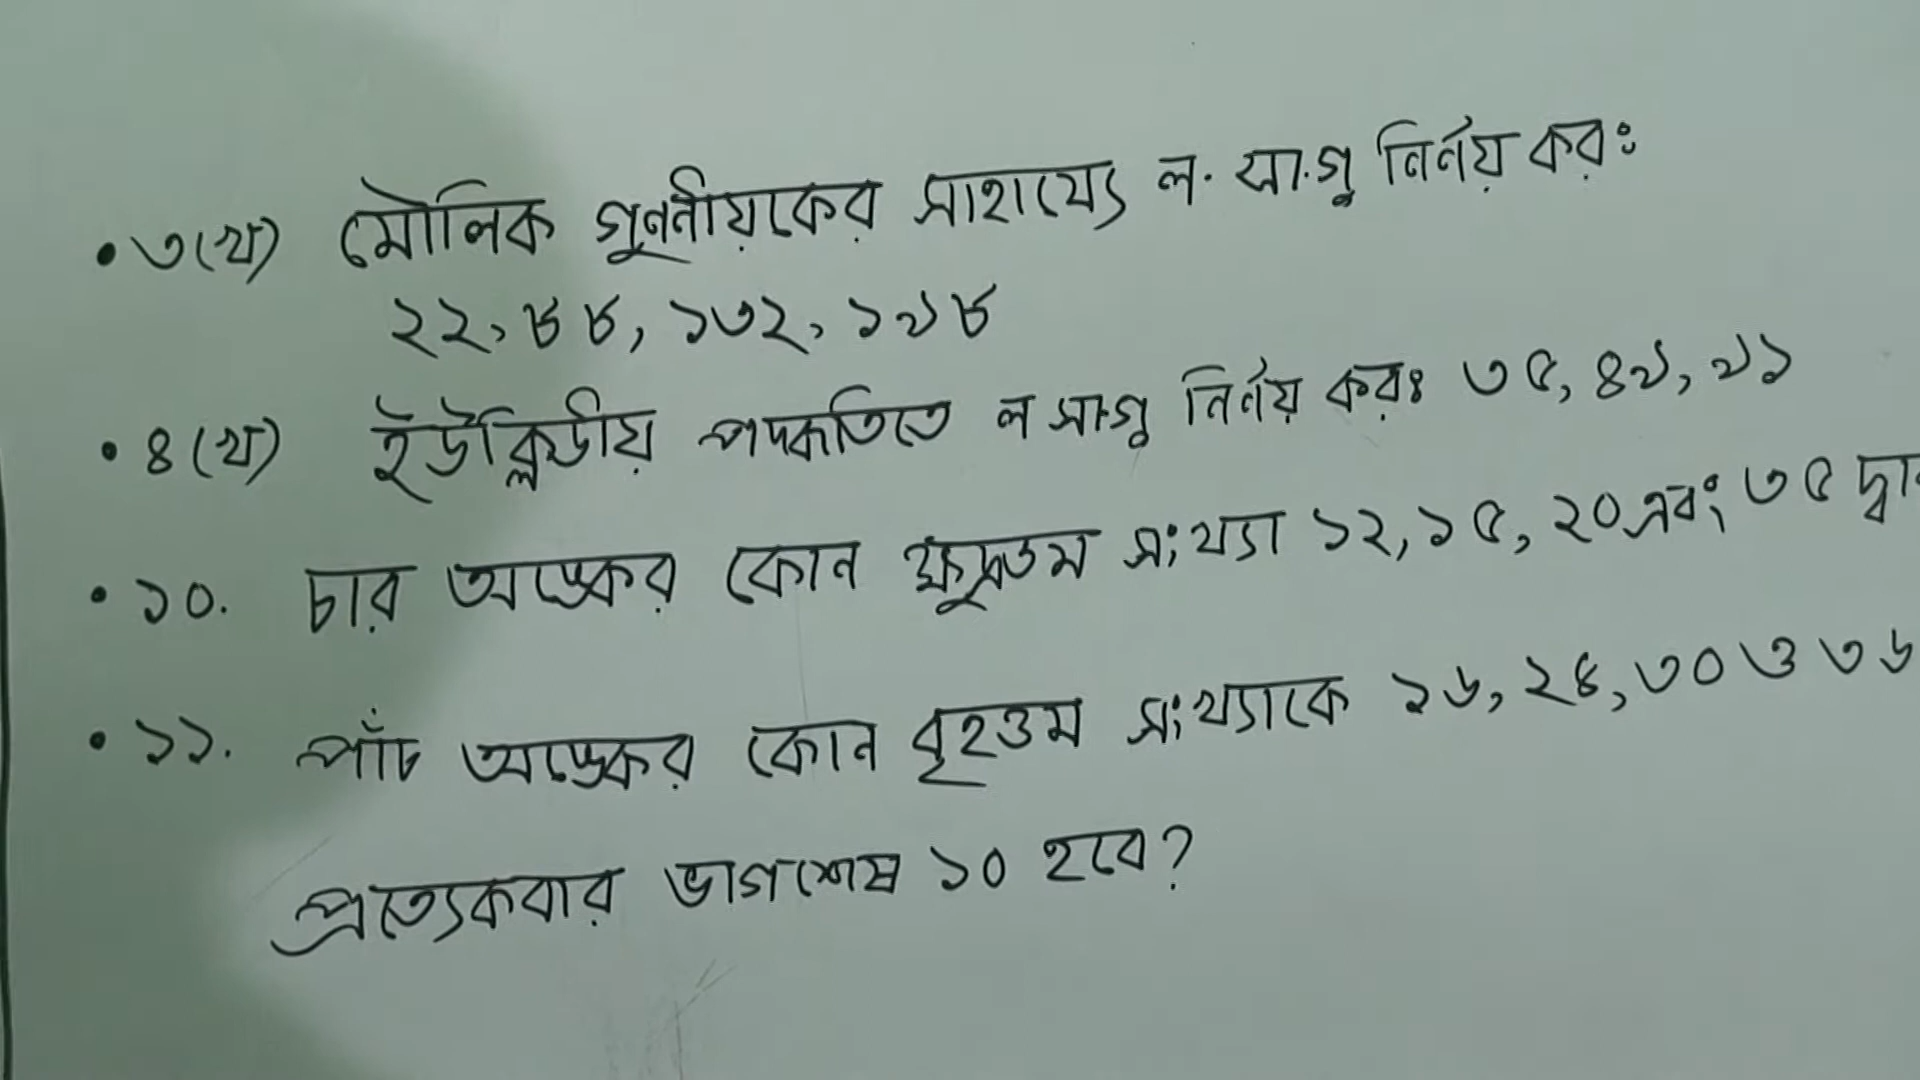 • ৩(খ) মৌলিক গুননীয়কের সাহায্যে ল. সা.গু নির্ণয় কর:
২২, ৮৮, ১৩২, ১৯৮
• ৪(খ) ইউক্লিডীয় পদ্ধতিতে ল সা.গু নির্ণয় কর: ৩৫, ৪৯, ৯১
• ১০. চার অঙ্কের কোন ক্ষুদ্রতম সংখ্যা ১২, ১৫, ২০ এবং ৩৫
• ১১. পাঁচ অঙ্কের কোন বৃহত্তম সংখ্যাকে ১৬, ২৪, ৩০ ও ৩৬
প্রত্যেকবার ভাগশেষ ১০ হবে?